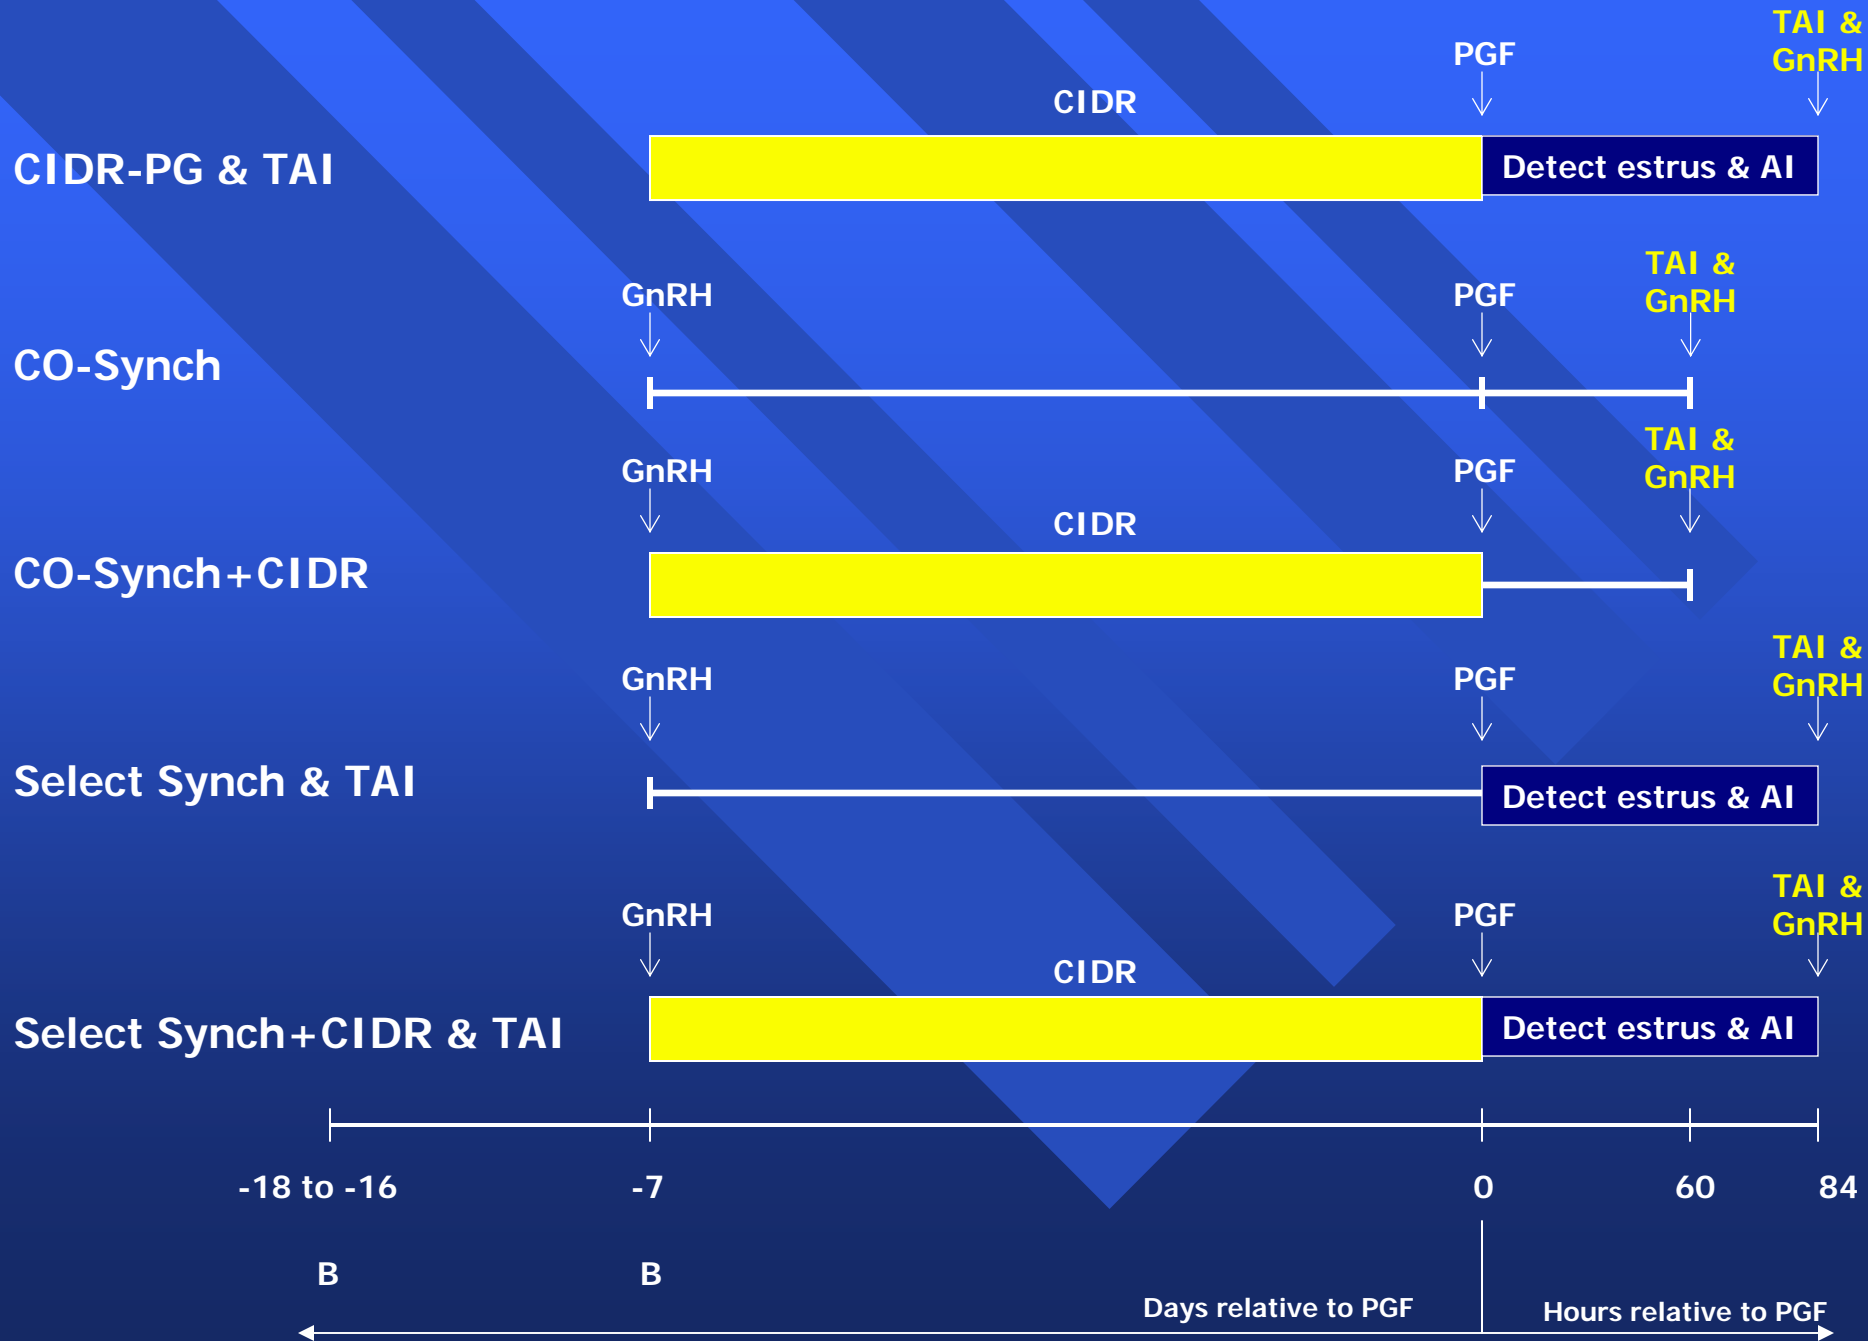 TAI &
GnRH
PGF
CIDR
CIDR-PG & TAI
Detect estrus & AI
TAI &
GnRH
GnRH
PGF
CO-Synch
TAI &
GnRH
GnRH
PGF
CIDR
CO-Synch+CIDR
TAI &
GnRH
GnRH
PGF
Select Synch & TAI
Detect estrus & AI
TAI &
GnRH
GnRH
PGF
CIDR
Select Synch+CIDR & TAI
Detect estrus & AI
-18 to -16
-7
0
60
84
B
B
Days relative to PGF
Hours relative to PGF